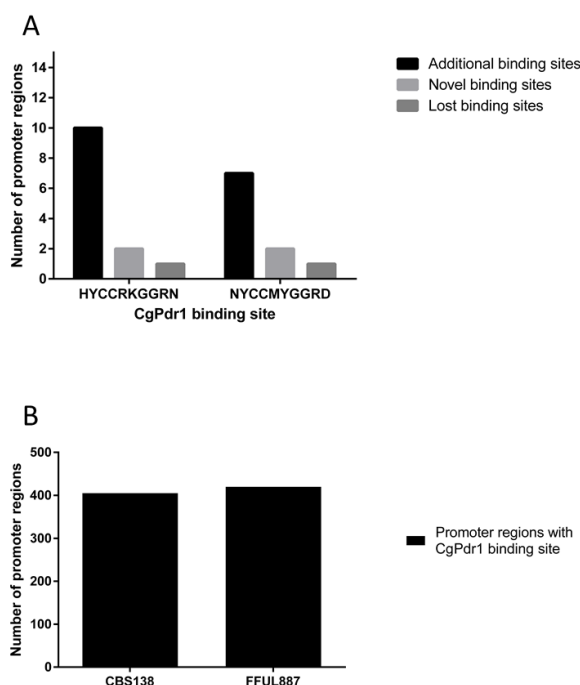 A
14
12
10
8
6
4
2
0
Number of promoter regions
HYCCRKGGRN NYCCMYGGRD
CgPdr1 binding site
Additional binding sites
Novel binding sites
Lost binding sites
B
500
400
300
200
100
0
Number of promoter regions
CBS138 FFUL887
Promoter regions with
CgPdr1 binding site